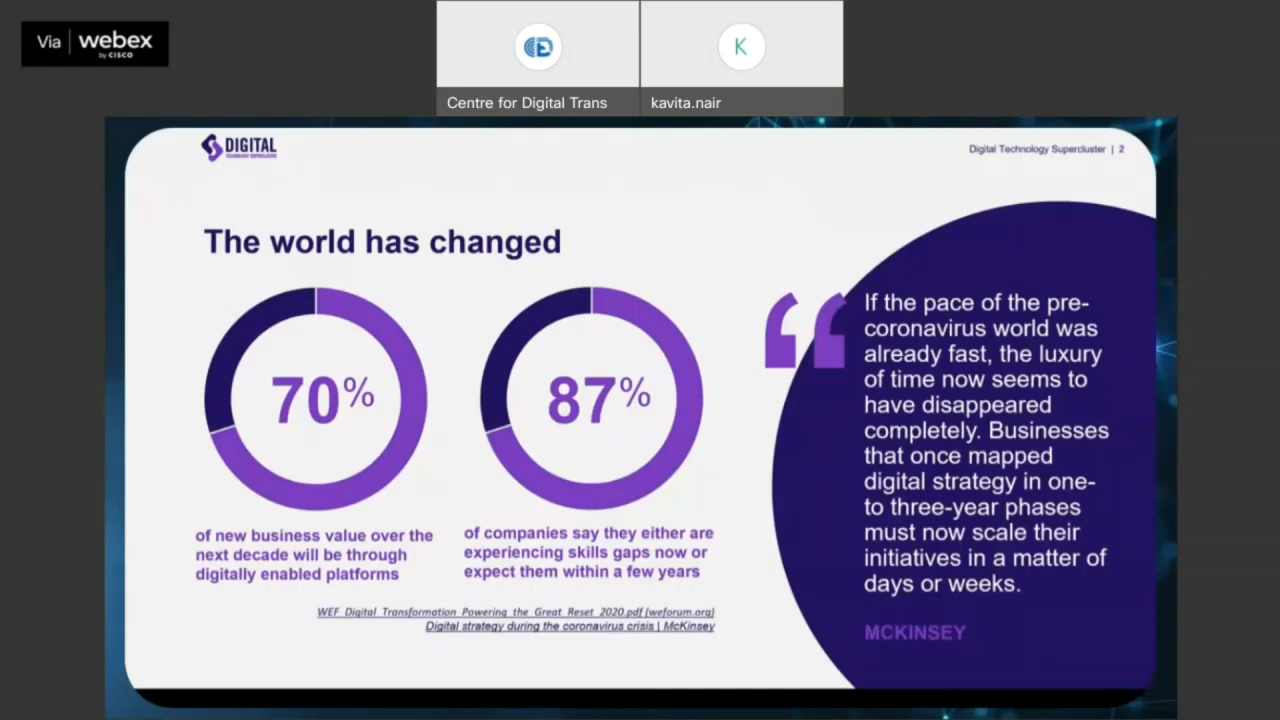 Via webex
by CISCO
Centre for Digital Trans
K
kavita.nair
DIGITAL
TECHNOLOGY SUPERCLUSTER
Digital Technology Supercluster | 2
The world has changed
70%
87%
of new business value over the
next decade will be through
digitally enabled platforms
of companies say they either are
experiencing skills gaps now or
expect them within a few years
WEF_Digital_Transformation_Powering_the_Great_Reset_2020.pdf (weforum.org)
Digital strategy during the coronavirus crisis | McKinsey
“
If the pace of the pre-
coronavirus world was
already fast, the luxury
of time now seems to
have disappeared
completely. Businesses
that once mapped
digital strategy in one-
to three-year phases
must now scale their
initiatives in a matter of
days or weeks.
MCKINSEY